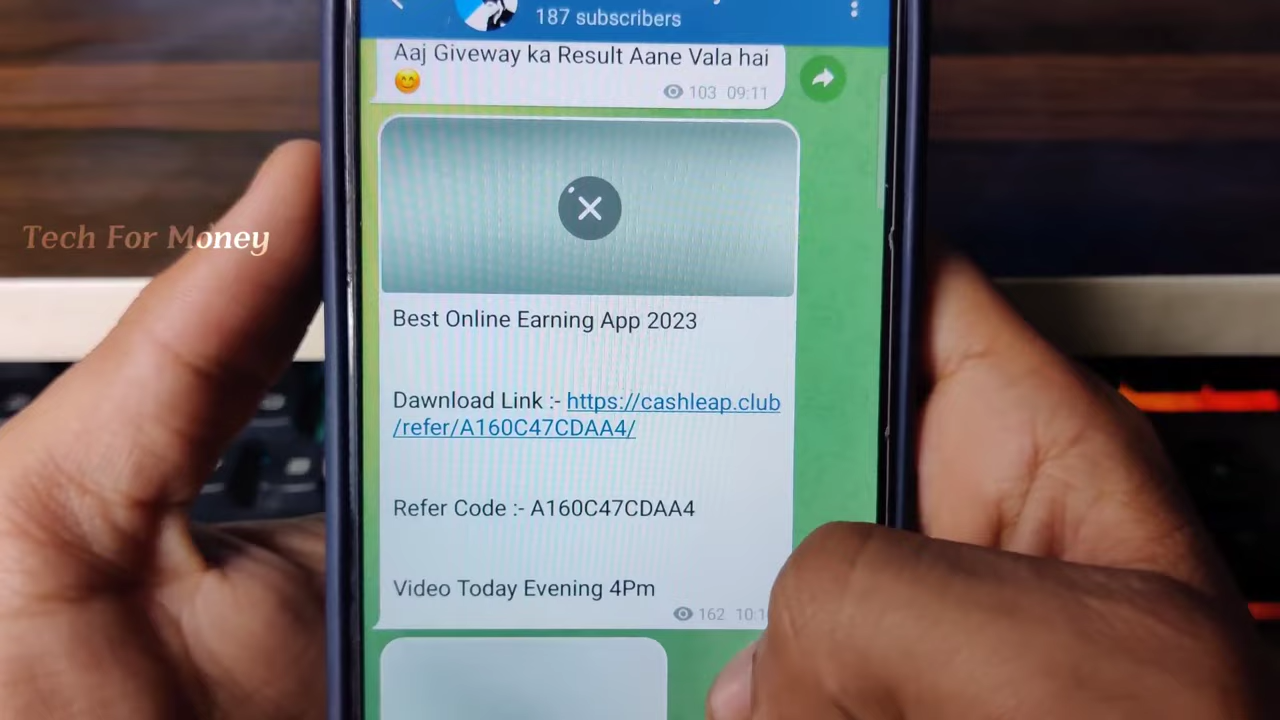 187 subscribers
Aaj Giveway ka Result Aane Vala hai
😊
103 09:11
Tech For Money
Best Online Earning App 2023
Dawnload Link :- https://cashleap.club
/refer/A160C47CDAA4/
Refer Code :- A160C47CDAA4
Video Today Evening 4Pm
162